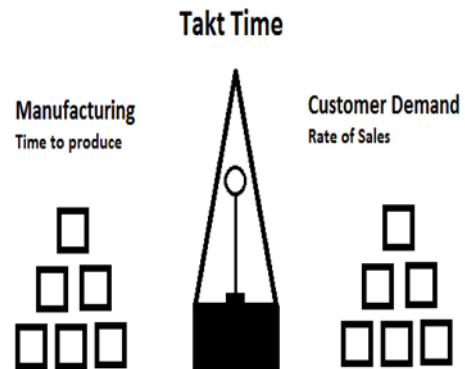 Takt Time
Manufacturing
Time to produce
Customer Demand
Rate of Sales